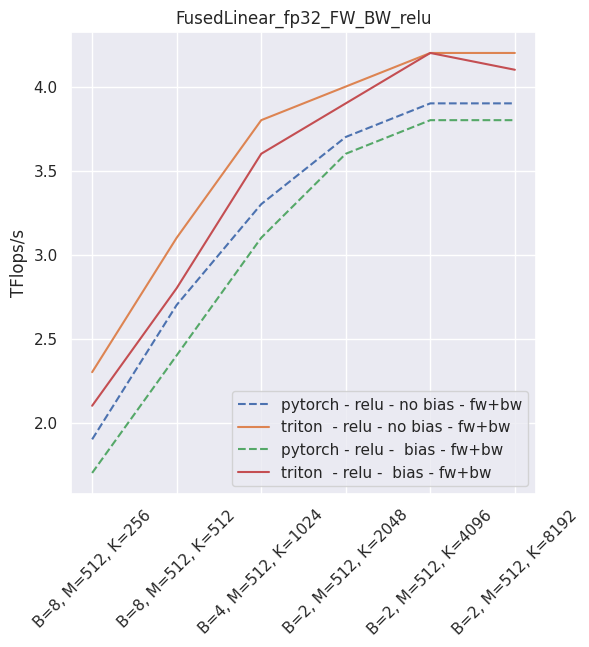 FusedLinear_fp32_FW_BW_relu
TFlops/s
4.0
3.5
3.0
2.5
2.0
pytorch - relu - no bias - fw+bw
triton  - relu - no bias - fw+bw
pytorch - relu -  bias - fw+bw
triton  - relu -  bias - fw+bw
B=8, M=512, K=256
B=8, M=512, K=512
B=4, M=512, K=1024
B=2, M=512, K=2048
B=2, M=512, K=4096
B=2, M=512, K=8192